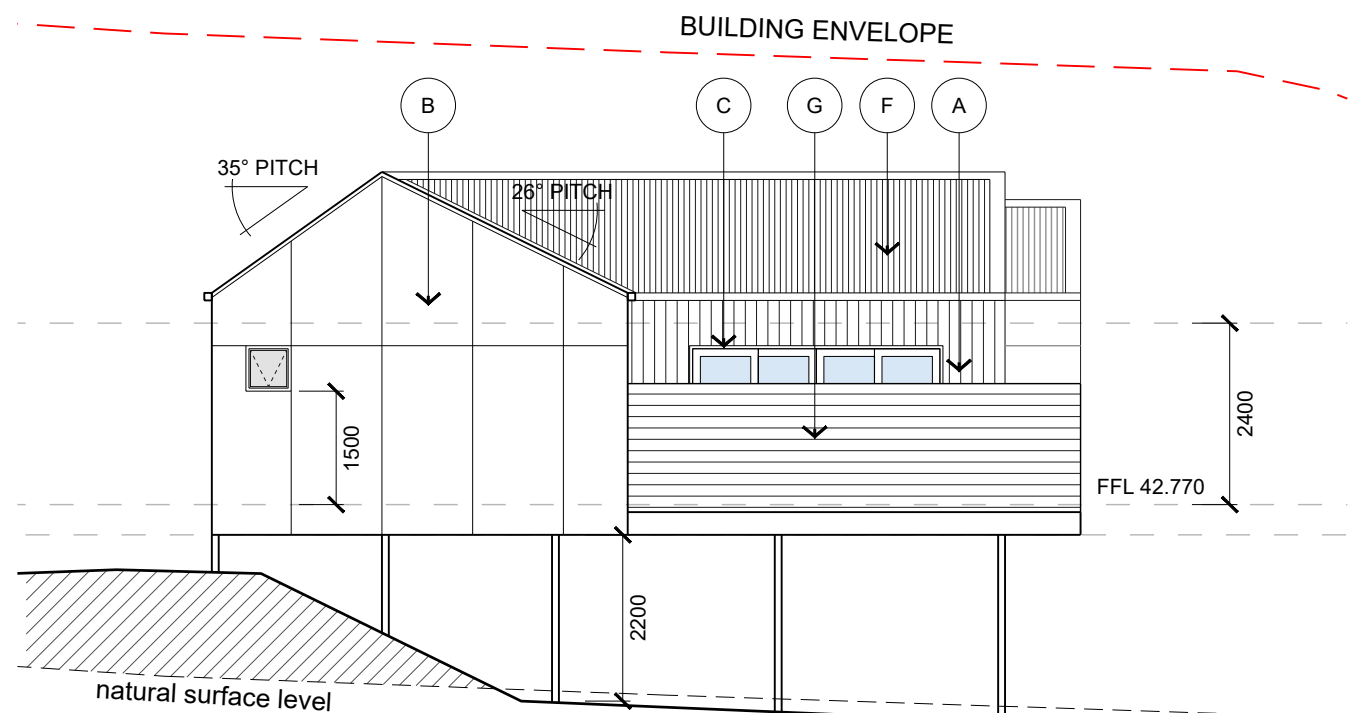 BUILDING ENVELOPE
B
C
G
F
A
35° PITCH
26° PITCH
1500
2400
FFL 42.770
2200
natural surface level